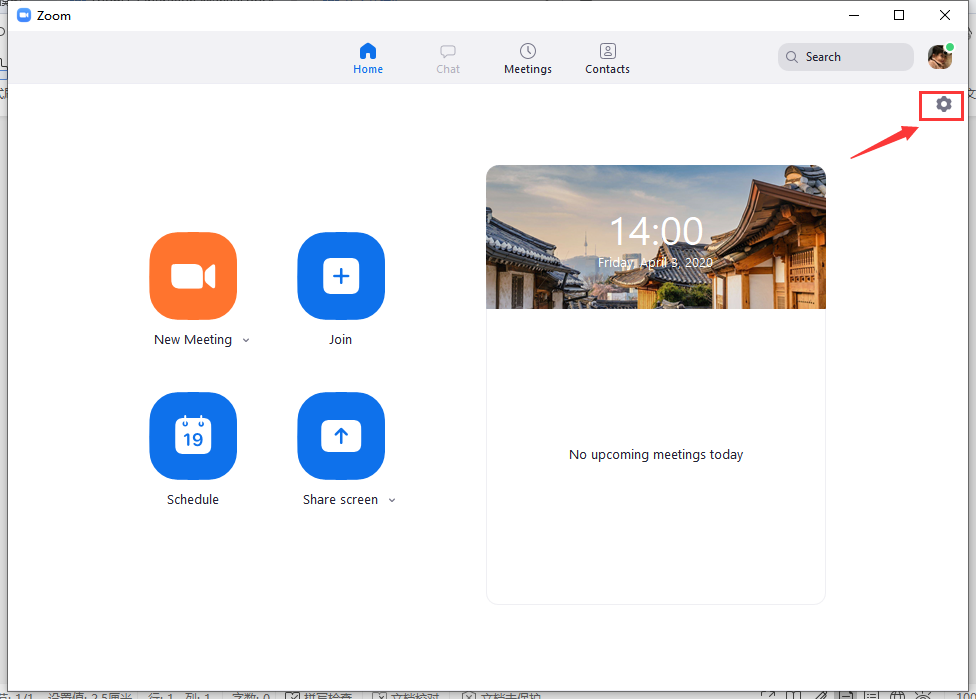 Zoom
Home
Chat
Meetings
Contacts
Search
14:00
Friday, April 3, 2020
New Meeting
Join
19
Schedule
Share screen
No upcoming meetings today
页: 1/1 设置值: 2.5厘米 行: 1 列: 1 字数: 0 拼写检查 文档校对 文档未保护